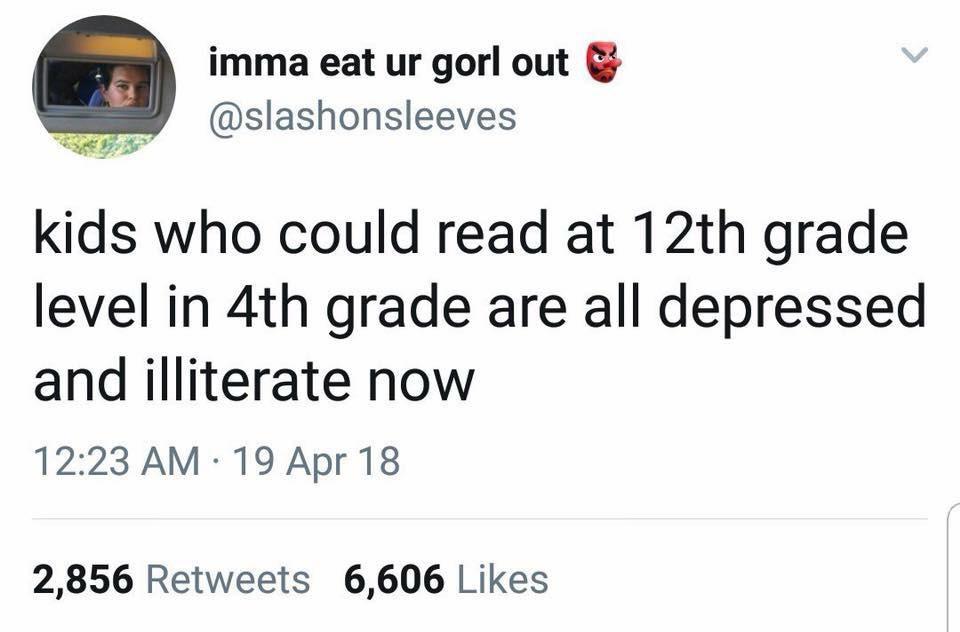 imma eat ur gorl out 👺
@slashonsleeves
kids who could read at 12th grade
level in 4th grade are all depressed
and illiterate now
12:23 AM · 19 Apr 18
2,856 Retweets 6,606 Likes